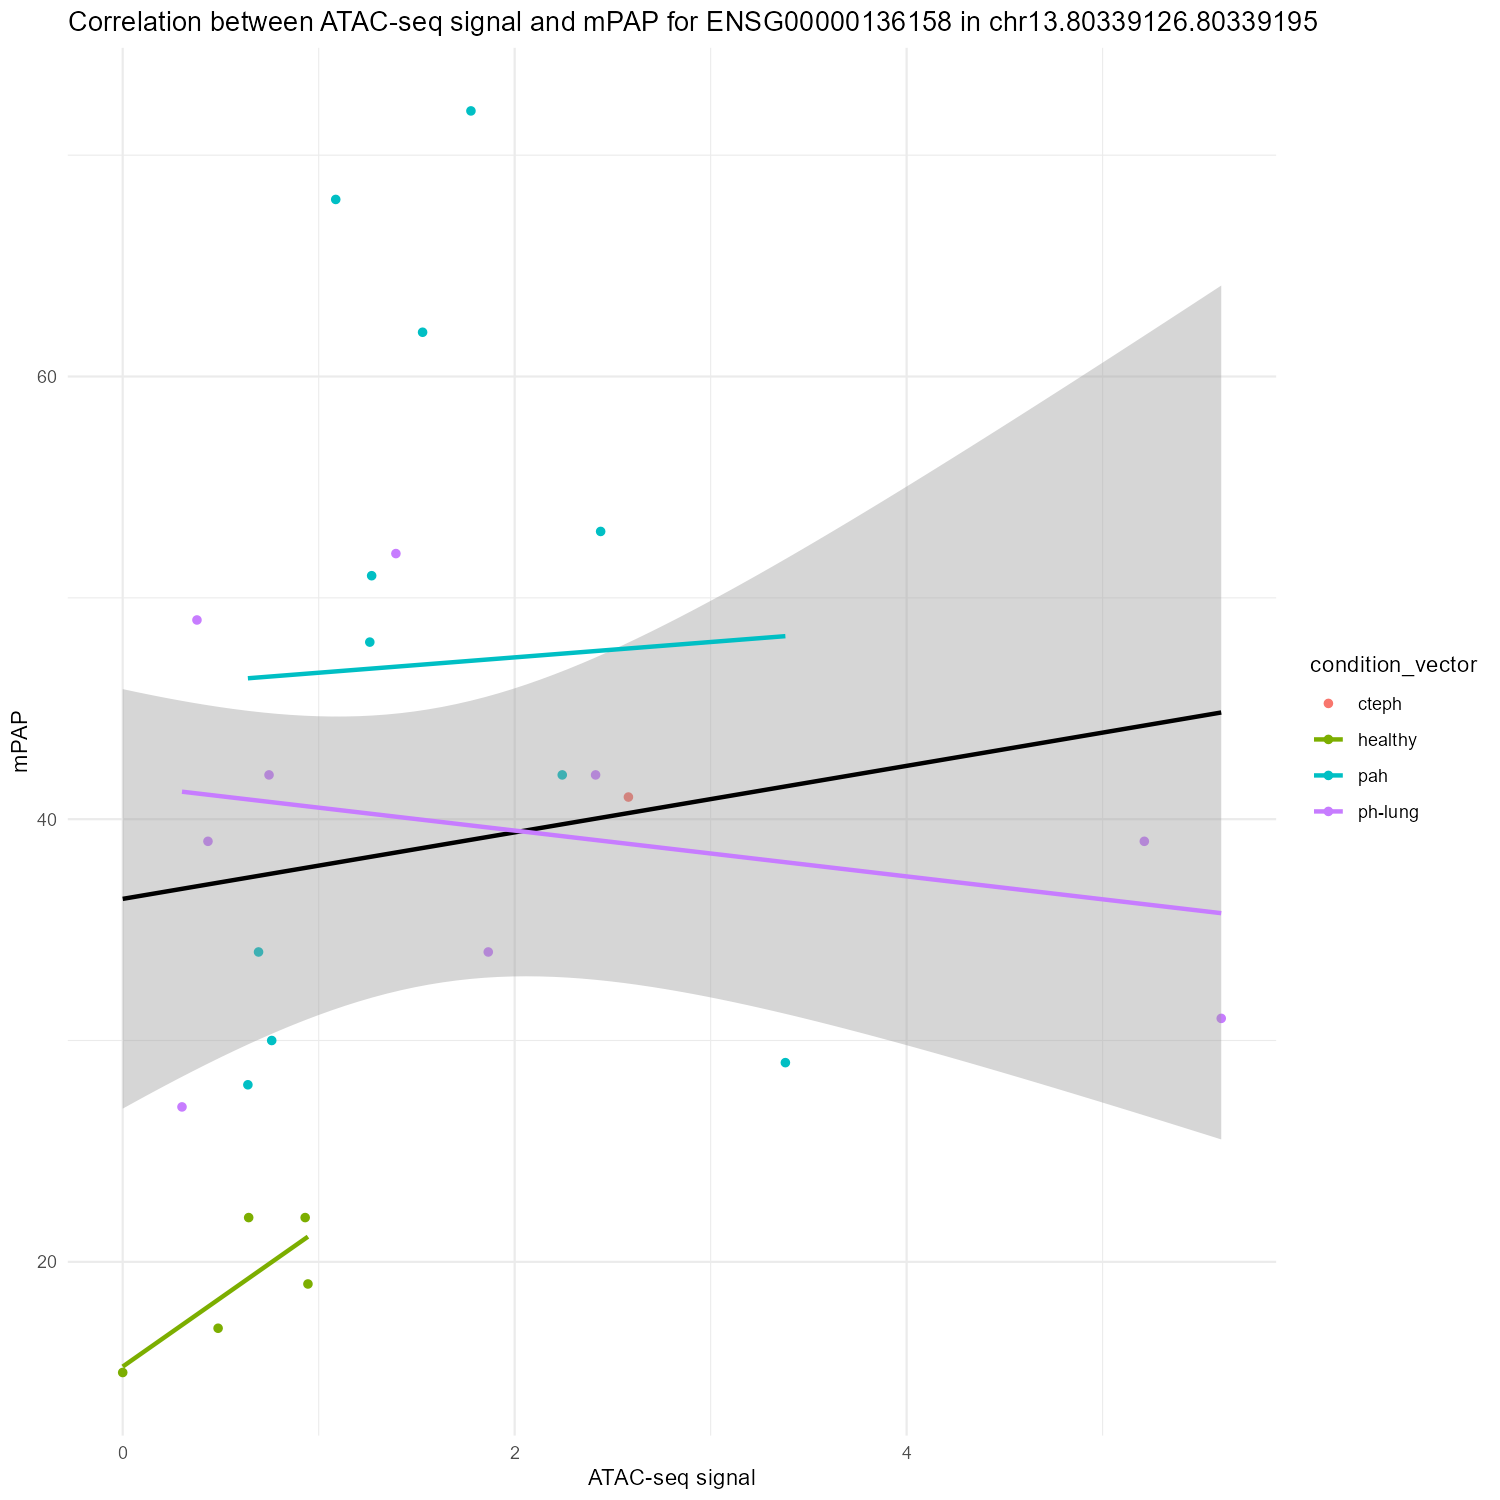 Correlation between ATAC-seq signal and mPAP for ENSG00000136158 in chr13.80339126.80339195
60
40
20
mPAP
0
2
4
ATAC-seq signal
condition_vector
cteph
healthy
pah
ph-lung